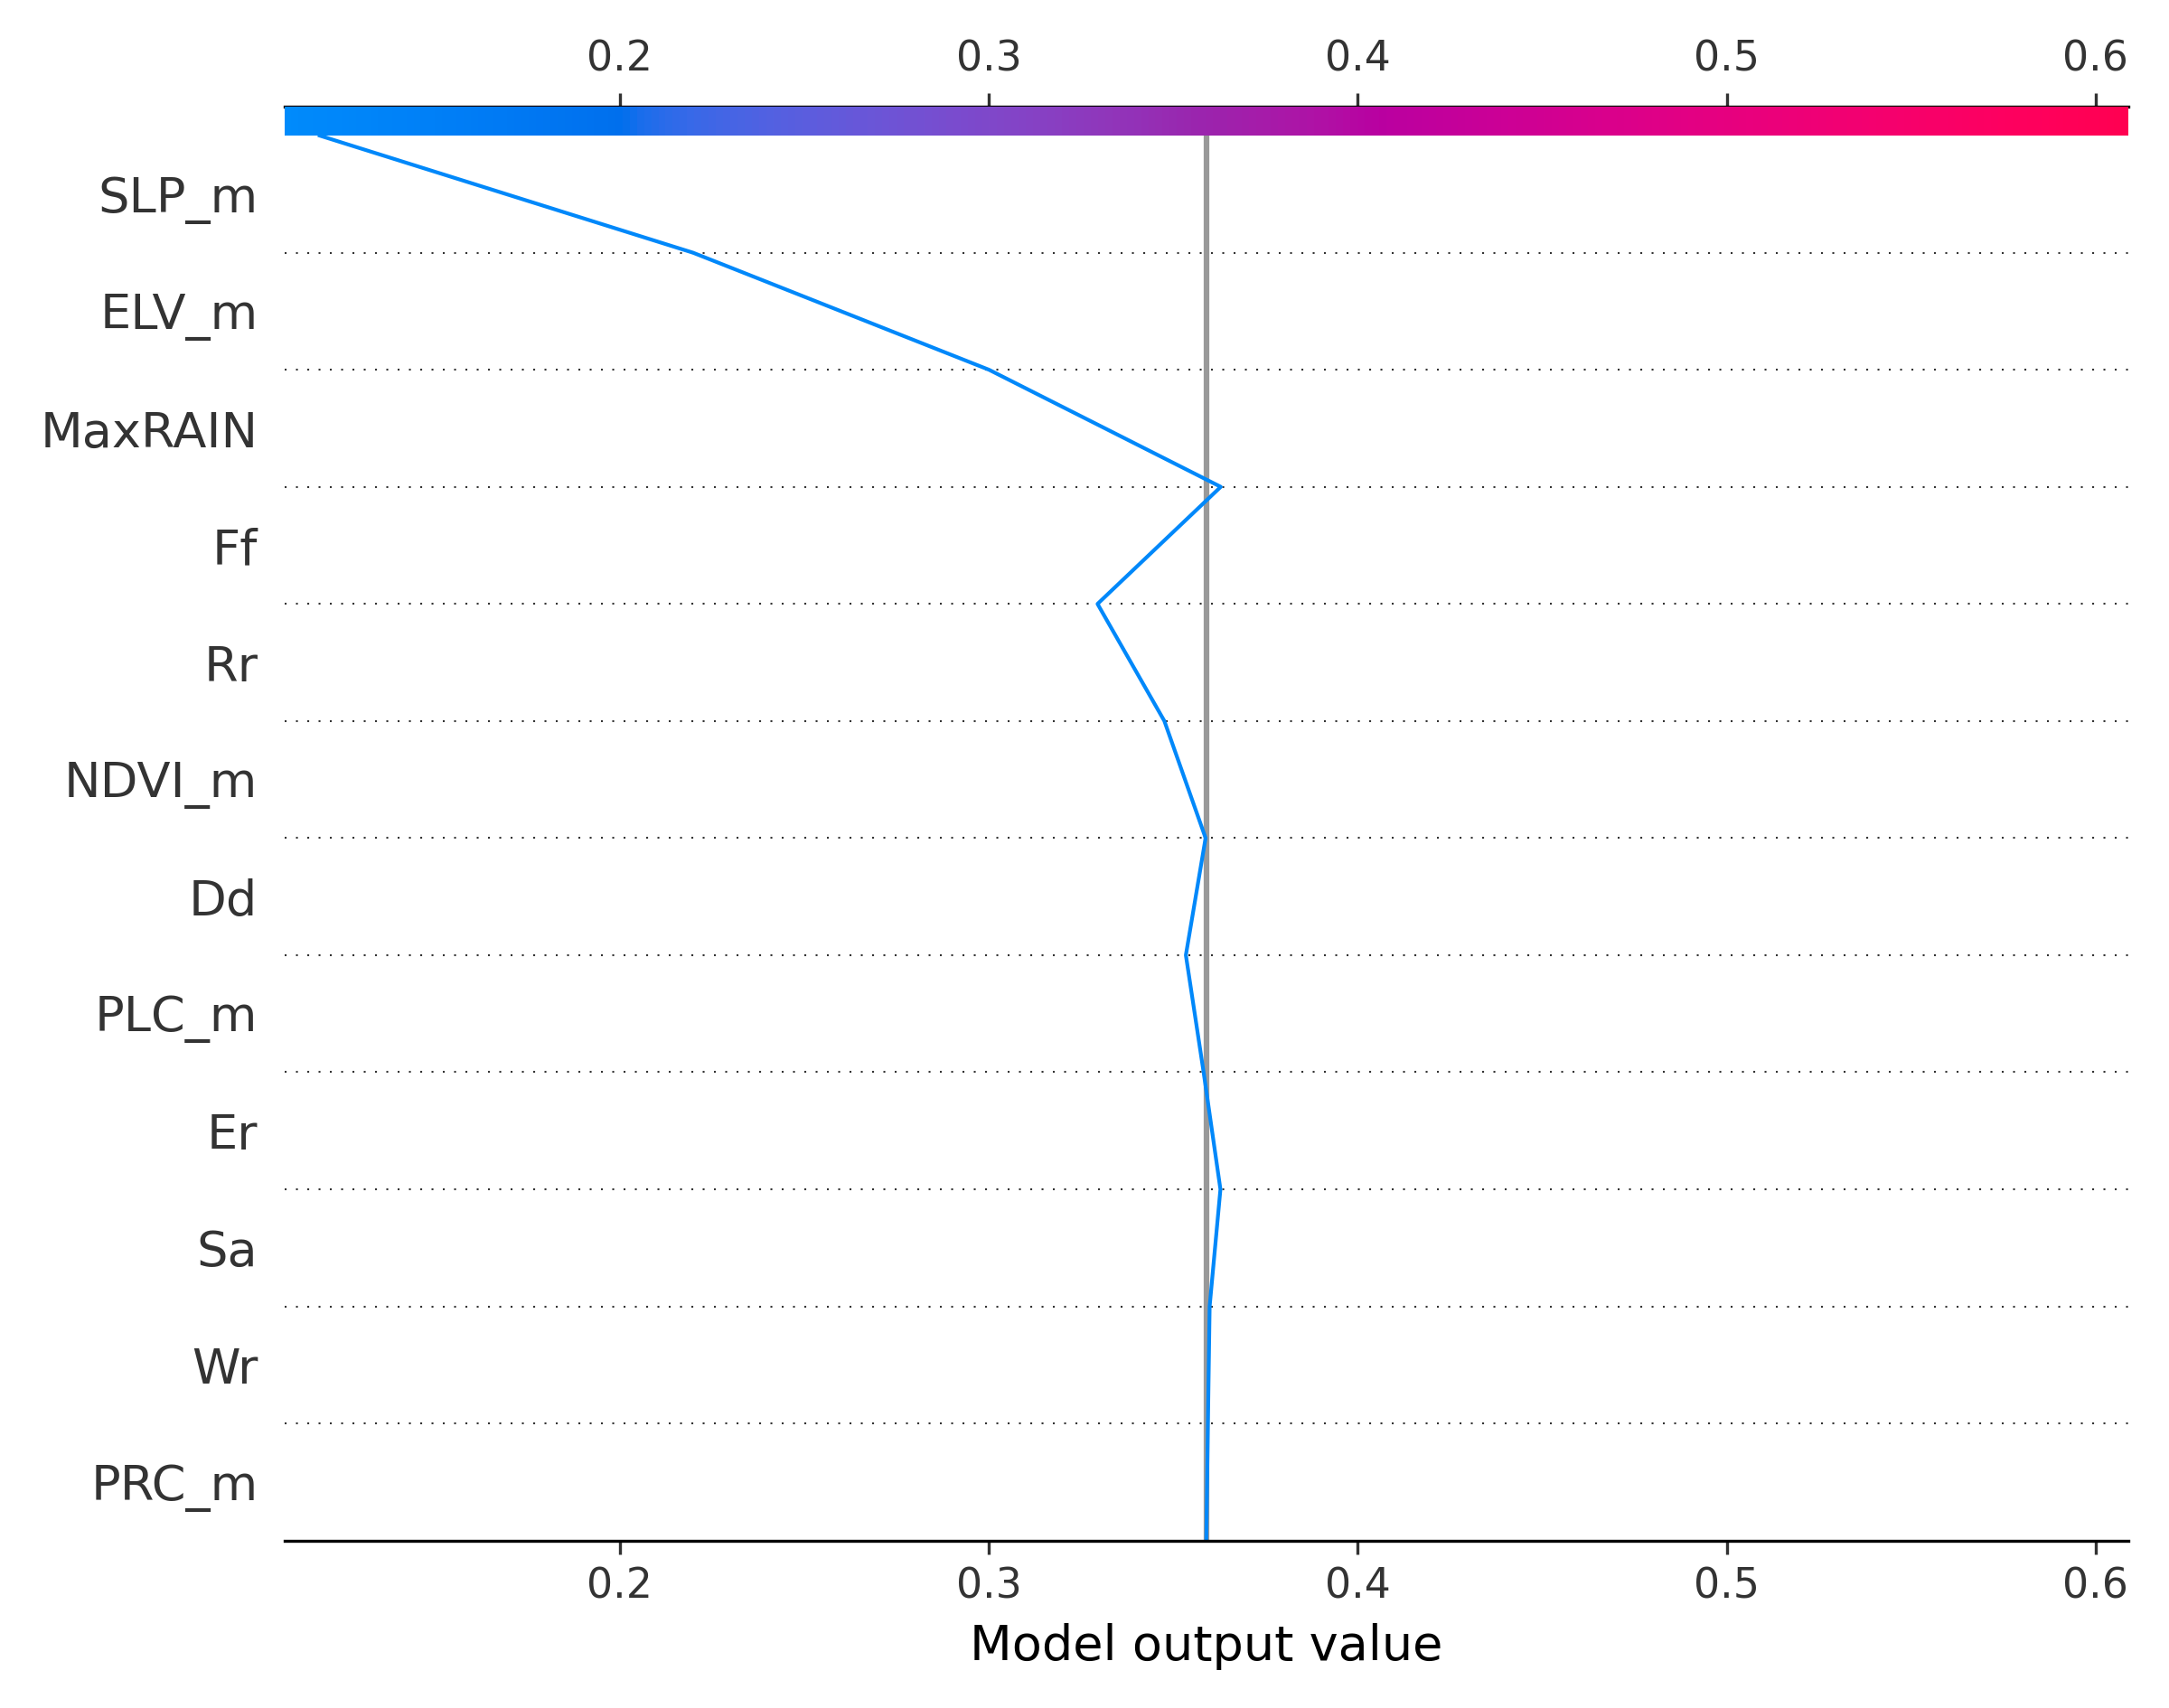 0.2 0.3 0.4 0.5 0.6
SLP_m
ELV_m
MaxRAIN
Ff
Rr
NDVI_m
Dd
PLC_m
Er
Sa
Wr
PRC_m
0.2 0.3 0.4 0.5 0.6
Model output value